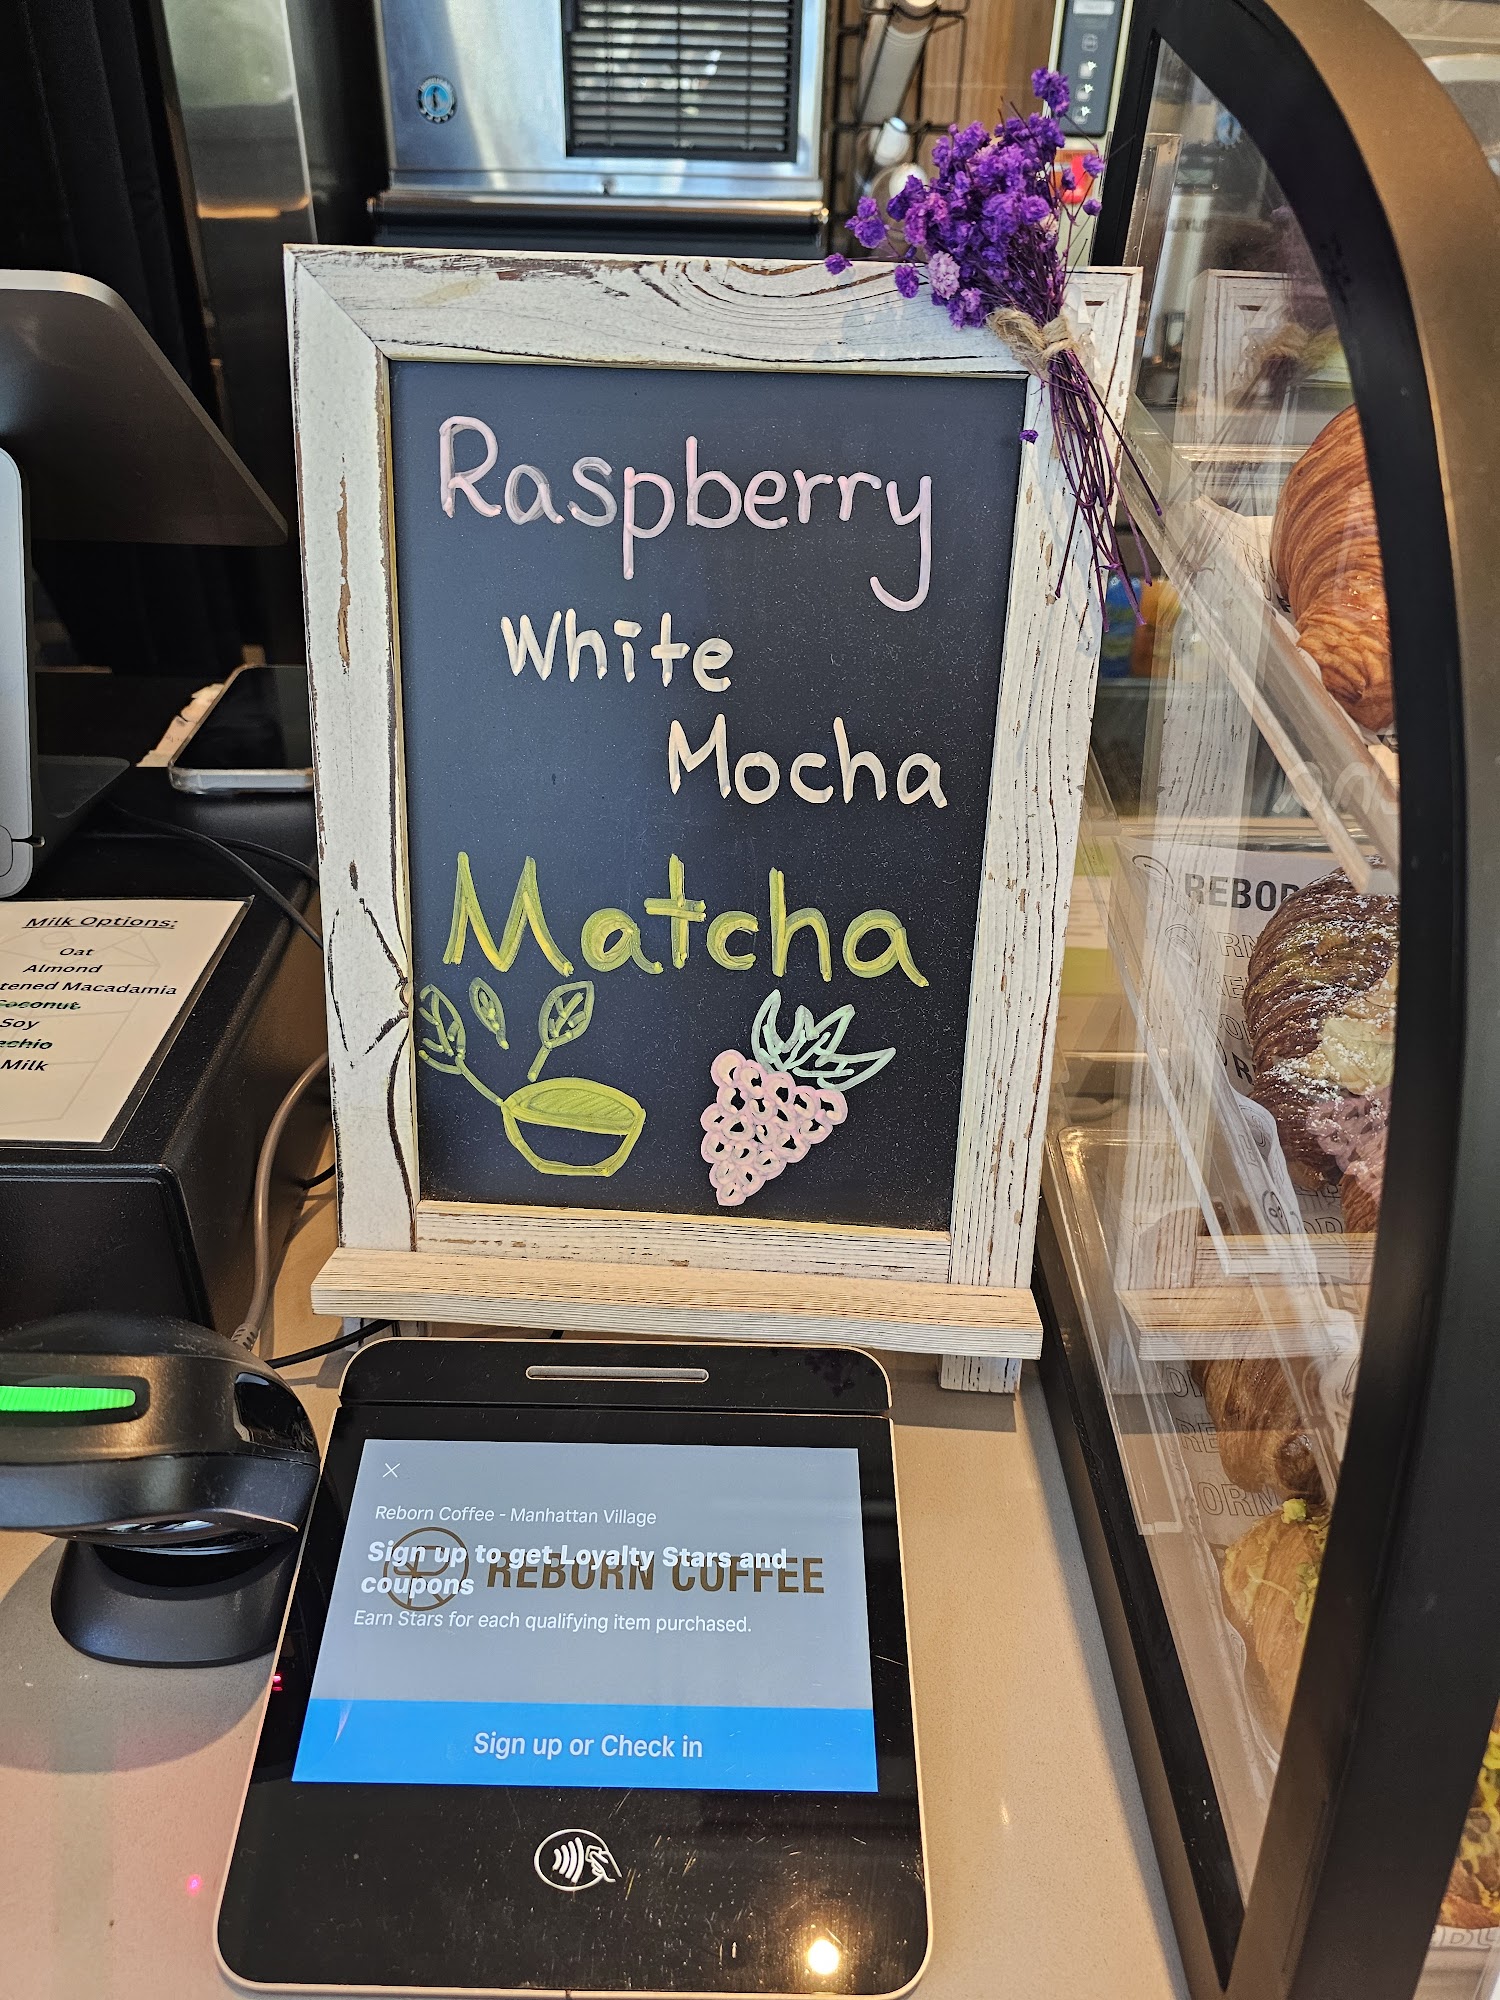 Raspberry
White
Mocha
Matcha
Milk Options:
Oat
Almond
Macadamia
Coconut
Soy
Milk
Reborn Coffee - Manhattan Village
Sign up to get Loyalty Stars and
coupons
REBORN COFFEE
Earn Stars for each qualifying item purchased.
Sign up or Check in